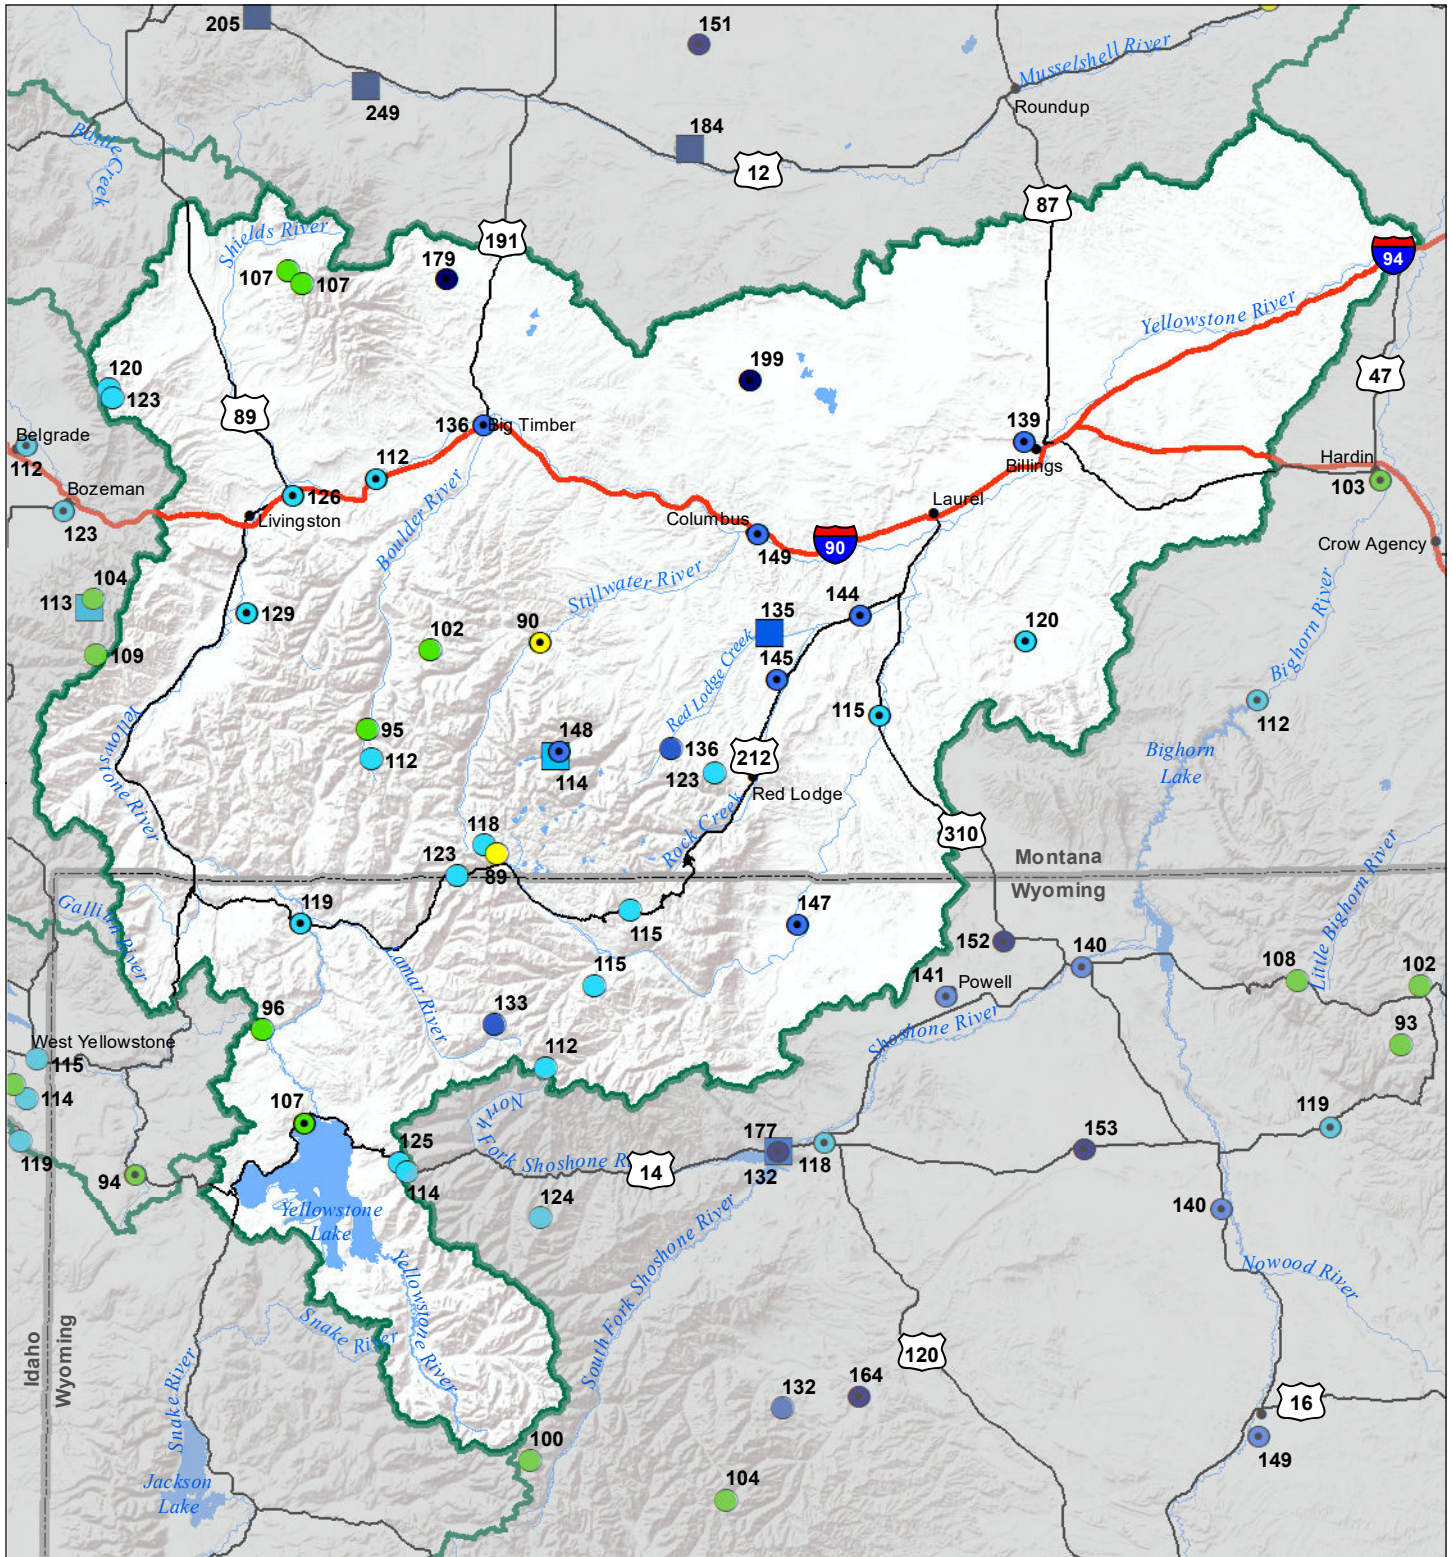 205
151
249
184
12
Musselshell River
Roundup
Battle Creek
87
191
Shields River
107
107
179
94
Yellowstone River
120
123
89
199
47
136
Big Timber
139
Billings
Belgrade
112
112
Hardin
103
Bozeman
123
126
Livingston
Boulder River
Laurel
Columbus
149
90
Crow Agency
104
113
109
129
102
90
Stillwater River
135
144
145
Red Lodge Creek
120
Bighorn River
112
Yellowstone River
95
112
148
114
136
123
212
Red Lodge
115
Bighorn
Lake
310
118
123
89
Rock Creek
Montana
Wyoming
Little Bighorn River
Gallitin River
119
115
147
152
140
141
Powell
108
102
Lamar River
115
133
96
Shoshone River
93
West Yellowstone
115
114
119
112
107
North Fork Shoshone R
125
114
14
177
132
118
153
119
94
124
140
Yellowstone
Lake
Yellowstone River
South Fork Shoshone River
Nowood River
Snake River
Idaho
Wyoming
Snake River
120
132
164
16
149
100
104
Jackson
Lake